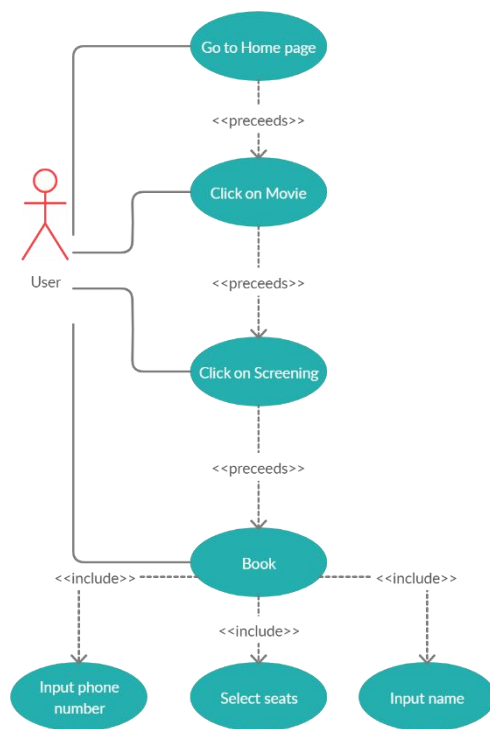 Go to Home page
<<preceeds>>
Click on Movie
User
<<preceeds>>
Click on Screening
<<preceeds>>
Book
<<include>>
<<include>>
<<include>>
Input phone
number
Select seats
Input name